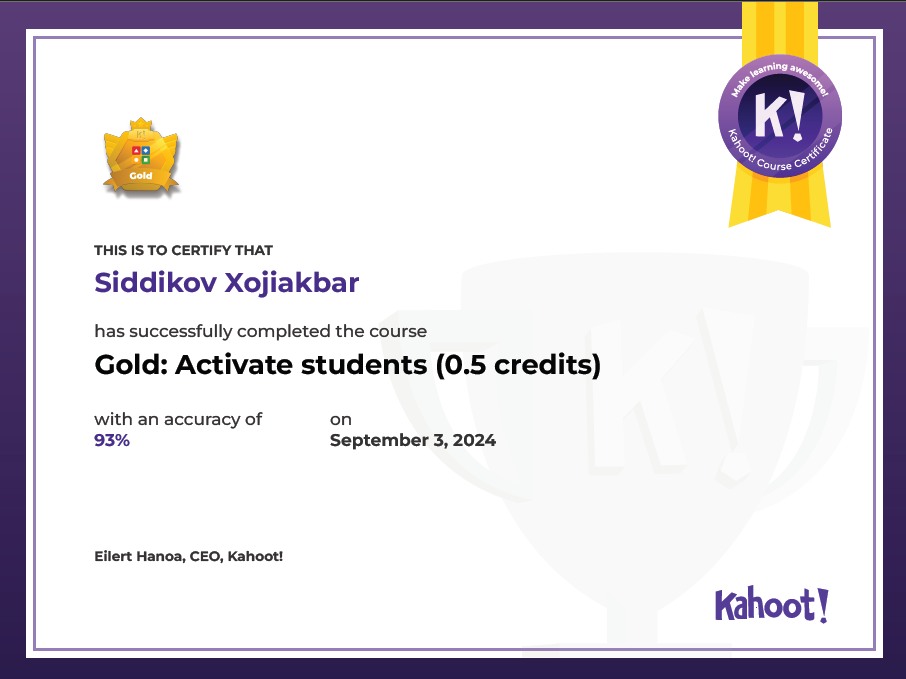 Make learning awesome!
K!
Kahoot! Course Certificate
K!
Gold
THIS IS TO CERTIFY THAT
Siddikov Xojiakbar
has successfully completed the course
Gold: Activate students (0.5 credits)
with an accuracy of
93%
on
September 3, 2024
K!
Eilert Hanoa, CEO, Kahoot!
Kahoot!